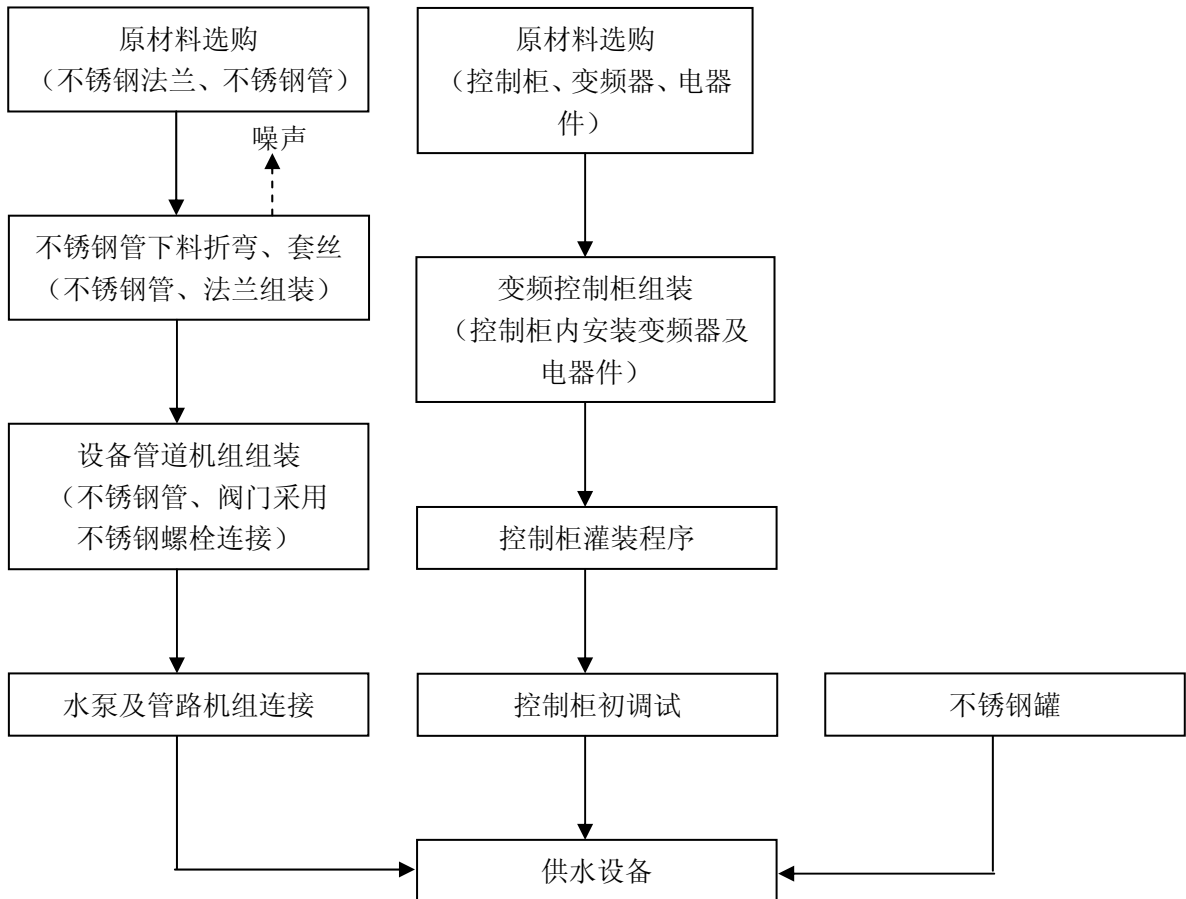 原材料选购
（不锈钢法兰、不锈钢管）
噪声
不锈钢管下料折弯、套丝
（不锈钢管、法兰组装）
设备管道机组组装
（不锈钢管、阀门采用
不锈钢螺栓连接）
水泵及管路机组连接
原材料选购
（控制柜、变频器、电器
件）
变频控制柜组装
（控制柜内安装变频器及
电器件）
控制柜灌装程序
控制柜初调试
不锈钢罐
供水设备